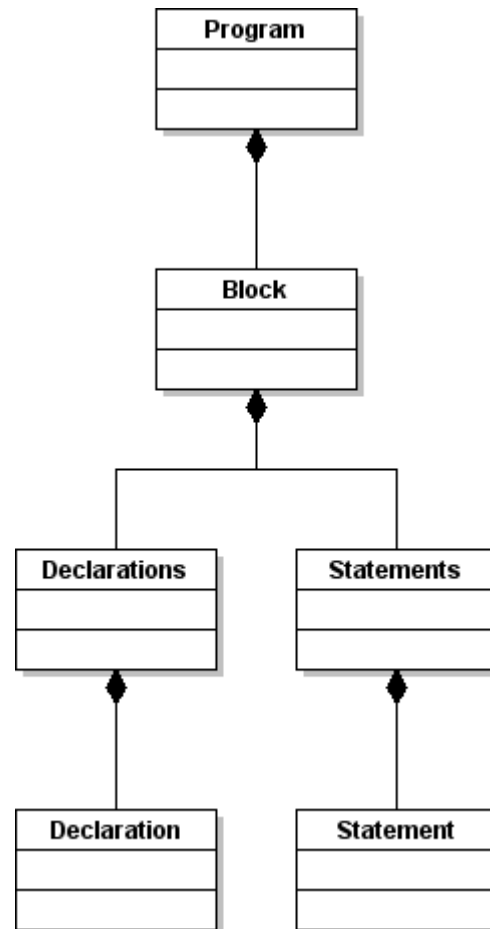 Program
Block
Declarations
Statements
Declaration
Statement